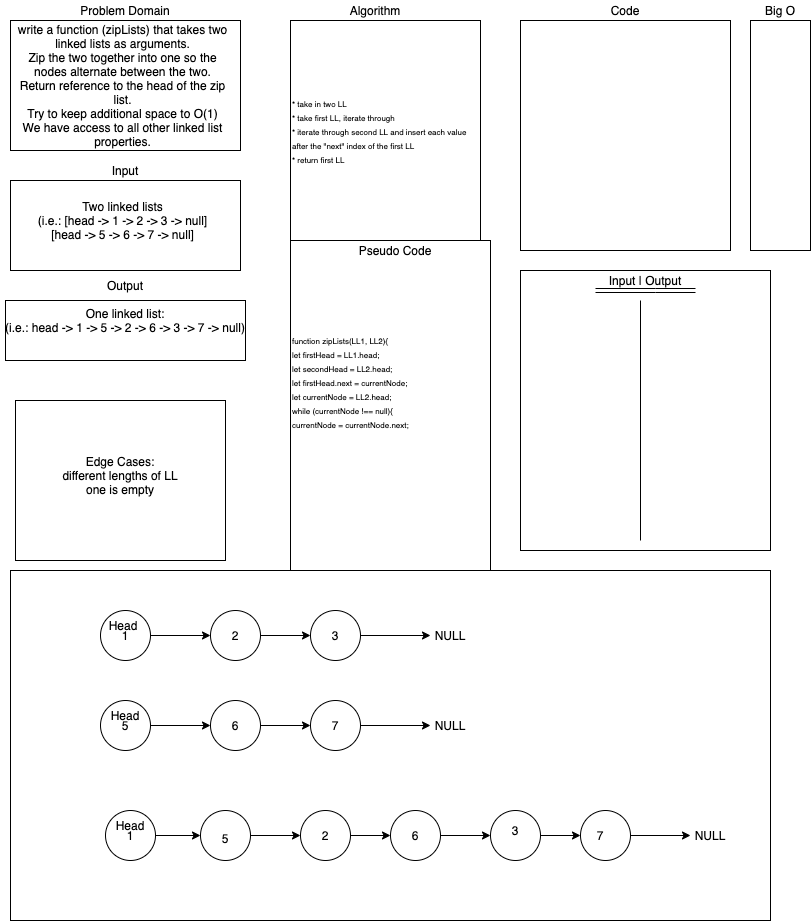 Problem Domain
write a function (zipLists) that takes two
linked lists as arguments.
Zip the two together into one so the
nodes alternate between the two.
Return reference to the head of the zip
list.
Try to keep additional space to O(1)
We have access to all other linked list
properties.
Input
Two linked lists
(i.e.: [head -> 1 -> 2 -> 3 -> null]
[head -> 5 -> 6 -> 7 -> null]
Output
One linked list:
(i.e.: head -> 1 -> 5 -> 2 -> 6 -> 3 -> 7 -> null)
Edge Cases:
different lengths of LL
one is empty
Algorithm
* take in two LL
* take first LL, iterate through
* iterate through second LL and insert each value
after the "next" index of the first LL
* return first LL
Pseudo Code
function zipLists(LL1, LL2){
let firstHead = LL1.head;
let secondHead = LL2.head;
let firstHead.next = currentNode;
let currentNode = LL2.head;
while (currentNode !== null){
currentNode = currentNode.next;
Code
Big O
Input | Output
Head
1
2
3
NULL
Head
5
6
7
NULL
Head
1
5
2
6
3
7
NULL